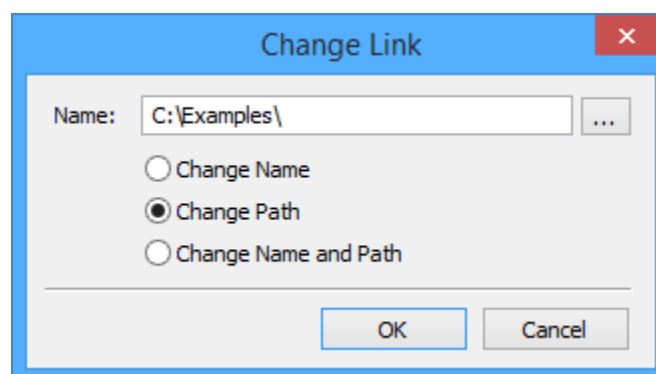 Change Link
Name: C:\Examples\ ...
Change Name
Change Path
Change Name and Path
OK Cancel